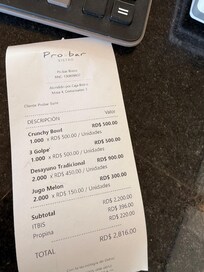 Pro-bar
BISTRO
DESCRIPCIÓN
Crunchy Bowl RD$ 500.00
1.000 x RD$ 500.00 / Unidades
3 Golpe RD$ 500.00
1.000 x RD$ 500.00 / Unidades
Desayuno Tradicional RD$ 900.00
2.000 x RD$ 450.00 / Unidades
Jugo Melon RD$ 300.00
2.000 x RD$ 150.00 / Unidades
Subtotal RD$ 2,200.00
ITBIS RD$ 396.00
Propina RD$ 220.00
TOTAL RD$ 2,816.00